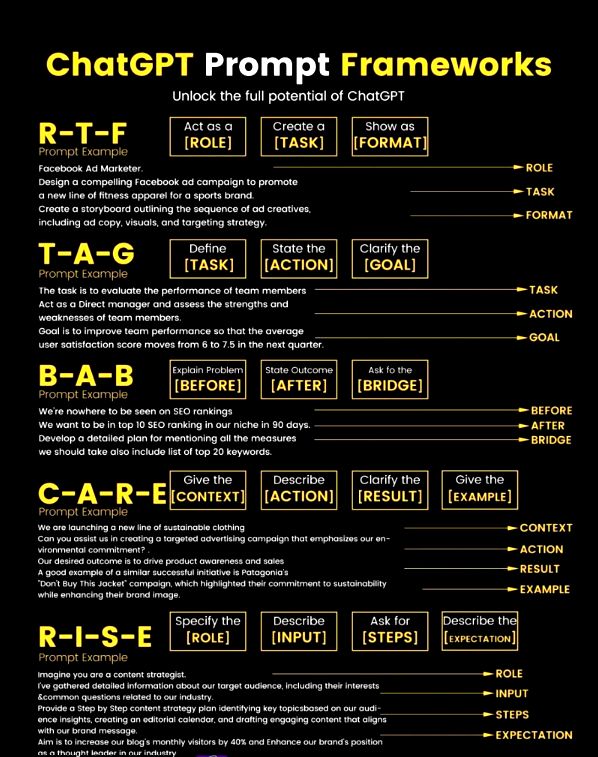 ChatGPT Prompt Frameworks
Unlock the full potential of ChatGPT
R-T-F
Prompt Example
Act as a
[ROLE]
Create a
[TASK]
Show as
[FORMAT]
Facebook Ad Marketer.
ROLE
Design a compelling Facebook ad campaign to promote
a new line of fitness apparel for a sports brand.
TASK
Create a storyboard outlining the sequence of ad creatives,
including ad copy, visuals, and targeting strategy.
FORMAT
T-A-G
Prompt Example
Define
[TASK]
State the
[ACTION]
Clarify the
[GOAL]
The task is to evaluate the performance of team members
TASK
Act as a Direct manager and assess the strengths and
weaknesses of team members.
ACTION
Goal is to improve team performance so that the average
user satisfaction score moves from 6 to 7.5 in the next quarter.
GOAL
B-A-B
Prompt Example
Explain Problem
[BEFORE]
State Outcome
[AFTER]
Ask fo the
[BRIDGE]
We're nowhere to be seen on SEO rankings
BEFORE
We want to be in top 10 SEO ranking in our niche in 90 days.
AFTER
Develop a detailed plan for mentioning all the measures
we should take also include list of top 20 keywords.
BRIDGE
C-A-R-E
Prompt Example
Give the
[CONTEXT]
Describe
[ACTION]
Clarify the
[RESULT]
Give the
[EXAMPLE]
We are launching a new line of sustainable clothing
CONTEXT
Can you assist us in creating a targeted advertising campaign that emphasizes our en-
vironmental commitment? .
ACTION
Our desired outcome is to drive product awareness and sales
RESULT
A good example of a similar successful initiative is Patagonia's
"Don't Buy This Jacket" campaign, which highlighted their commitment to sustainability
while enhancing their brand image.
EXAMPLE
R-I-S-E
Prompt Example
Specify the
[ROLE]
Describe
[INPUT]
Ask for
[STEPS]
Describe the
[EXPECTATION]
Imagine you are a content strategist.
ROLE
I've gathered detailed information about our target audience, including their interests
&common questions related to our industry.
INPUT
Provide a Step by Step content strategy plan identifying key topicsbased on our audi-
ence insights, creating an editorial calendar, and drafting engaging content that aligns
with our brand message.
STEPS
Aim is to increase our blog's monthly visitors by 40% and Enhance our brand's position
as a thought leader in our industry
EXPECTATION